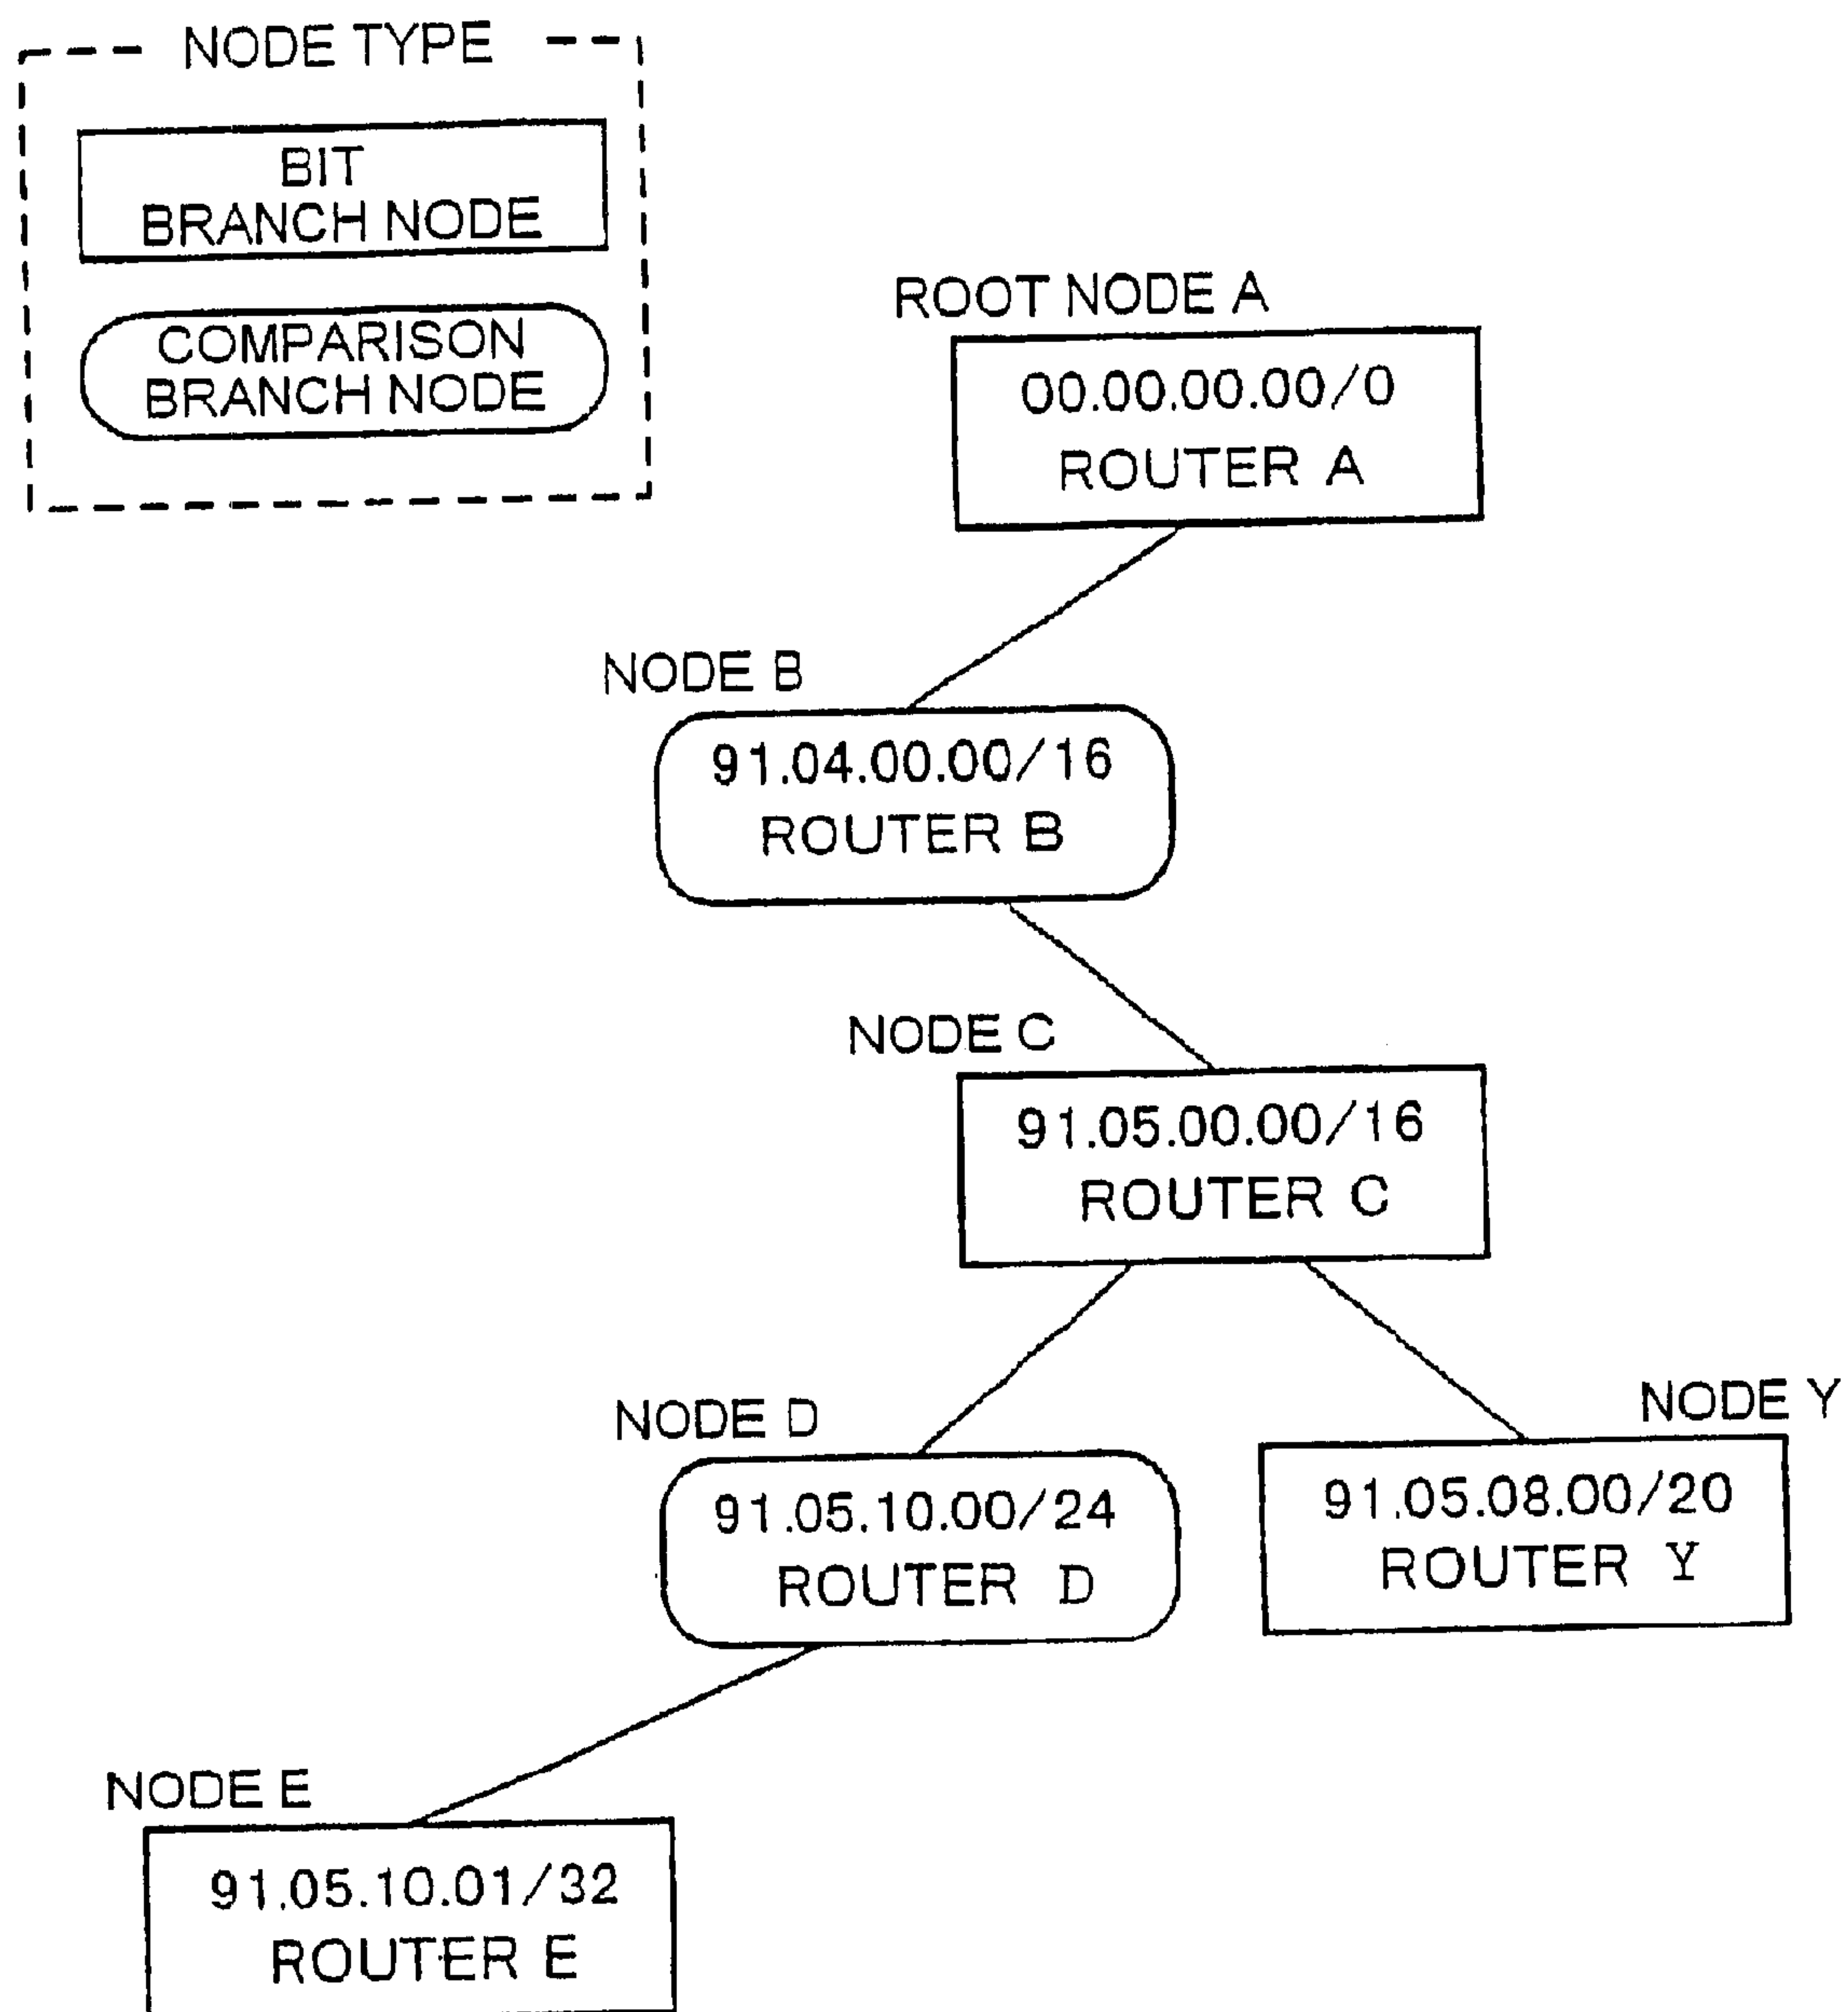 NODE TYPE
BIT
BRANCH NODE
COMPARISON
BRANCH NODE
ROOT NODE A
00.00.00.00/0
ROUTER A
NODE B
91.04.00.00/16
ROUTER B
NODE C
91.05.00.00/16
ROUTER C
NODE D
91.05.10.00/24
ROUTER D
NODE Y
91.05.08.00/20
ROUTER Y
NODE E
91.05.10.01/32
ROUTER E